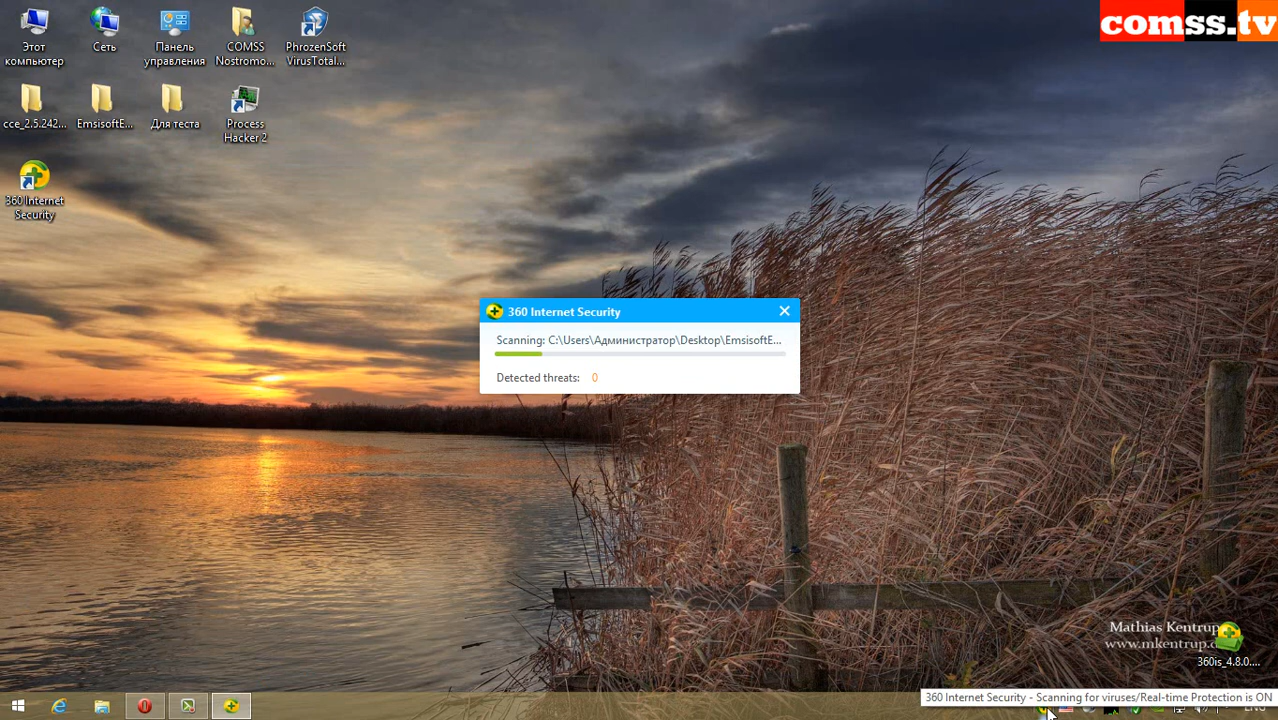 comss.tv
Этот
компьютер
Сеть
Панель
управления
COMSS
Nostromo...
PhrozenSoft
VirusTotal...
cce_2.5.242...
EmsisoftE...
Для теста
Process
Hacker 2
360 Internet
Security
360 Internet Security
Scanning: C:\Users\Администратор\Desktop\EmsisoftE...
Detected threats: 0
Mathias Kentrup
www.mkentrup.d
360is_4.8.0....
360 Internet Security - Scanning for viruses/Real-time Protection is ON
ENG